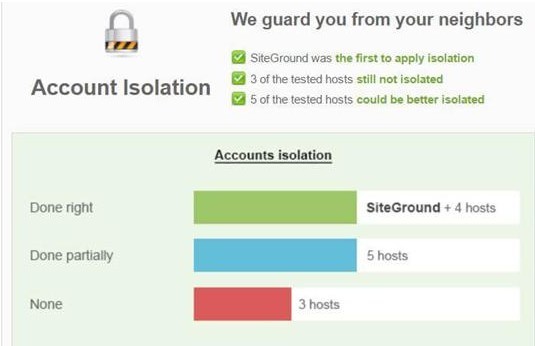 We guard you from your neighbors
Account Isolation
SiteGround was the first to apply isolation
3 of the tested hosts still not isolated
5 of the tested hosts could be better isolated
Accounts isolation
Done right SiteGround + 4 hosts
Done partially 5 hosts
None 3 hosts